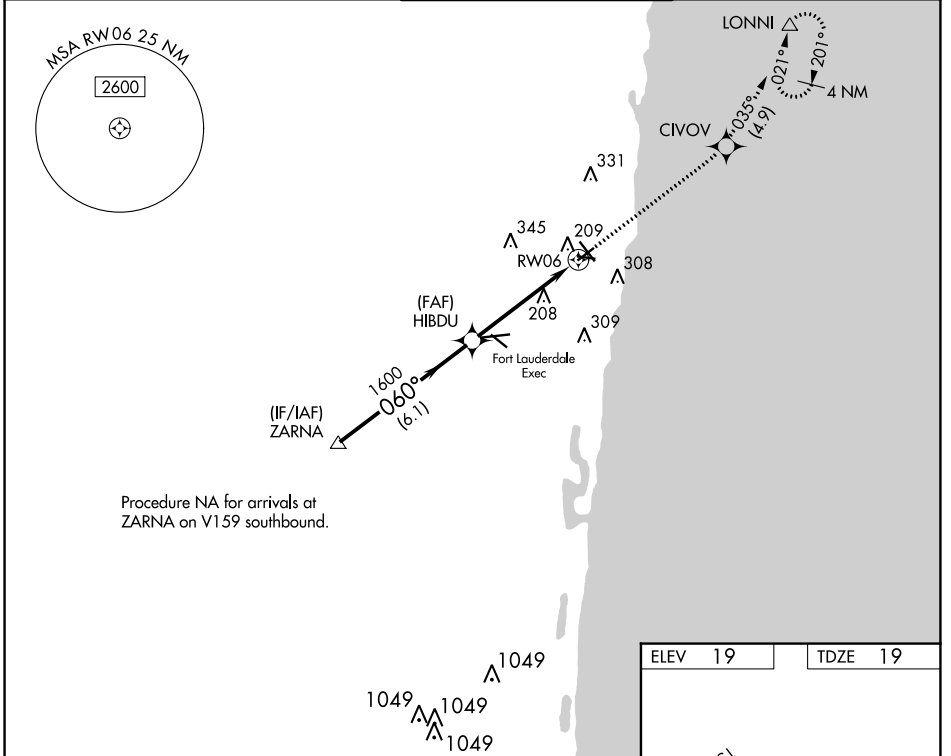 MSA RW06 25 NM
2600
LONNI
021°
201°
4 NM
035°
(4.9)
CIVOV
331
345
209
RW06
308
(FAF)
HIBDU
208
309
Fort Lauderdale
Exec
1600
060°
(6.1)
(IF/IAF)
ZARNA
Procedure NA for arrivals at
ZARNA on V159 southbound.
1049
1049
1049
1049
ELEV 19
TDZE 19